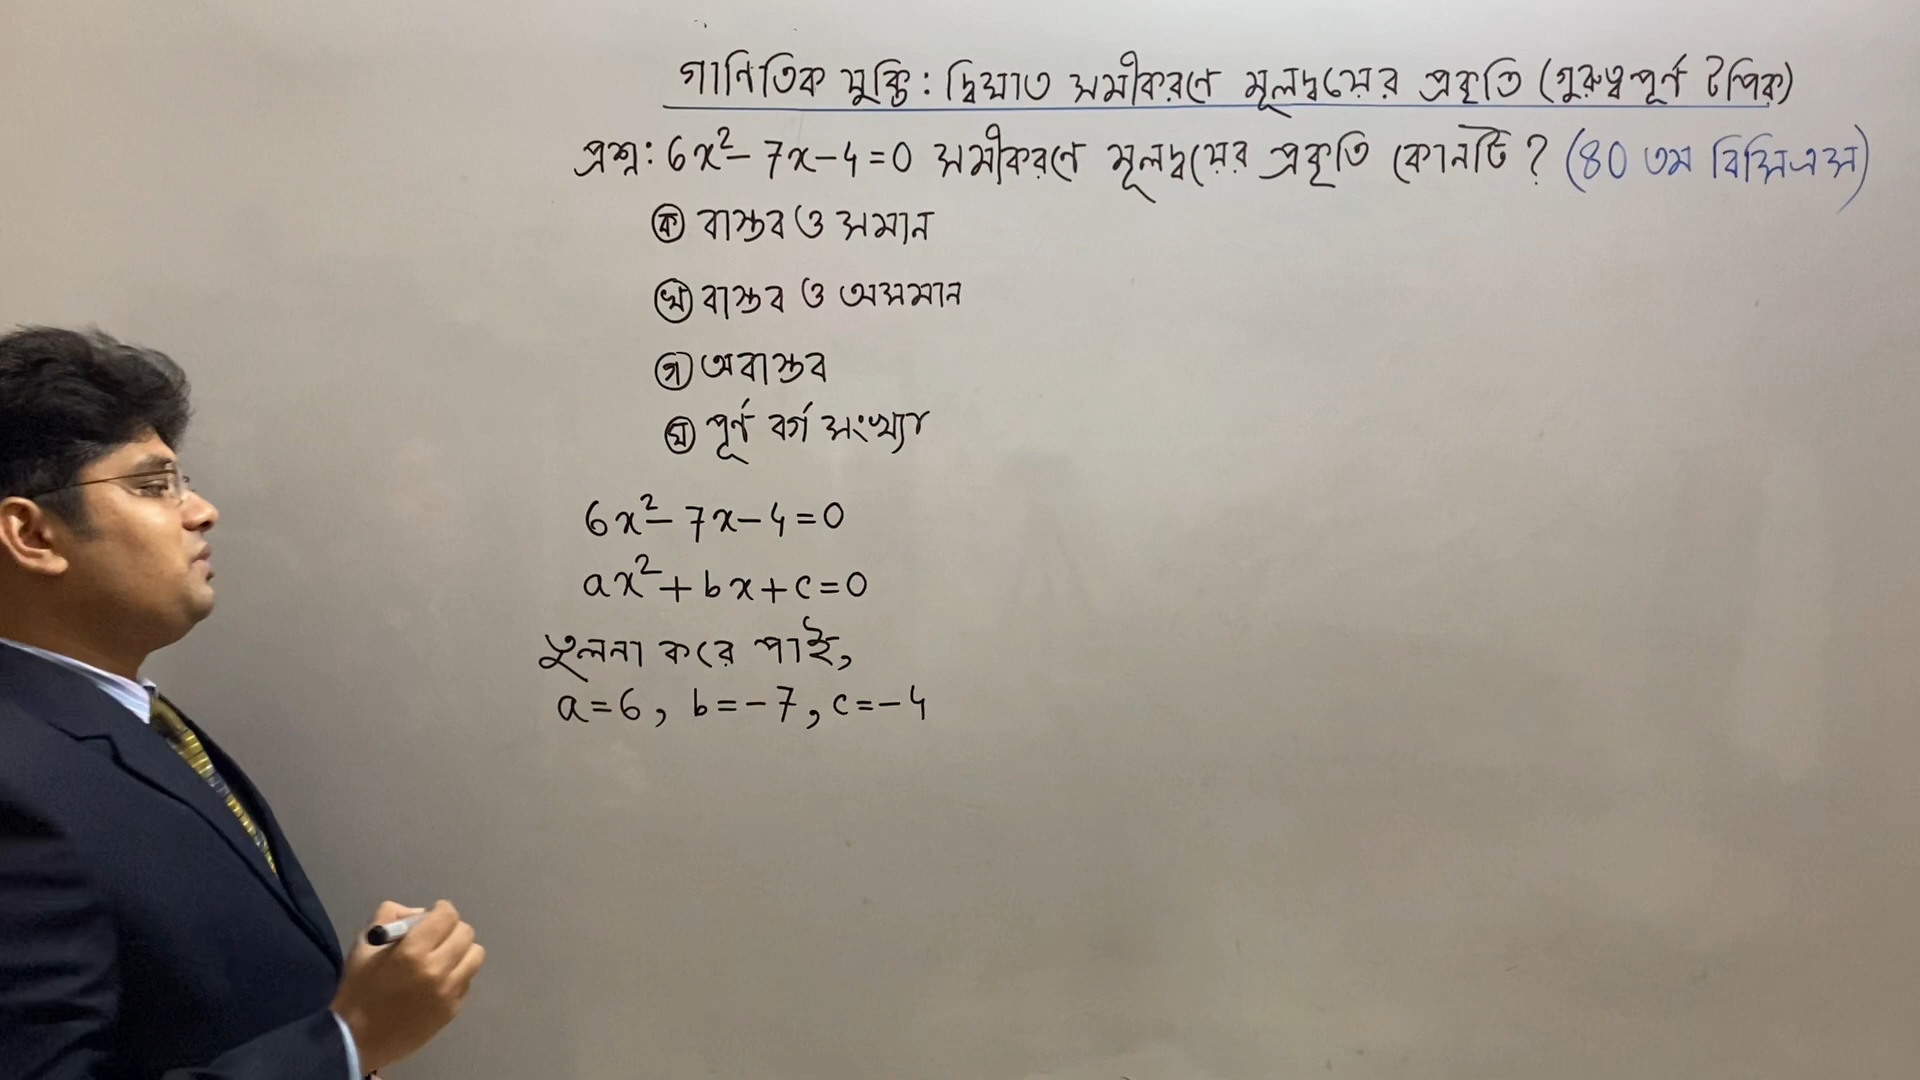 গাণিতিক যুক্তি: দ্বিঘাত সমীকরণে মূলদ্বয়ের প্রকৃতি (গুরুত্বপূর্ণ টপিক)
প্রশ্ন: 6x² - 7x - 4 = 0 সমীকরণে মূলদ্বয়ের প্রকৃতি কোনটি? (৪০ তম বিসিএস)
ক বাস্তব ও সমান
খ বাস্তব ও অসমান
গ অবাস্তব
ঘ পূর্ণ বর্গ সংখ্যা
6x² - 7x - 4 = 0
ax² + bx + c = 0
তুলনা করে পাই,
a = 6, b = -7, c = -4